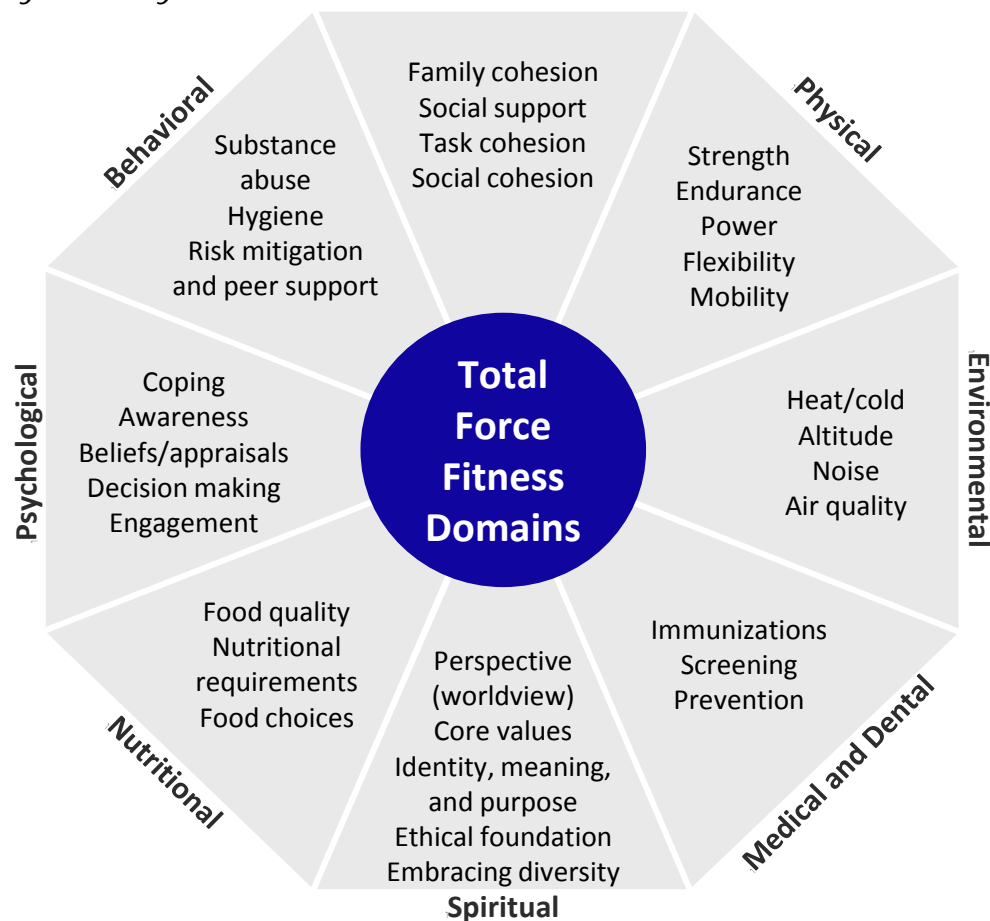 Family cohesion
Social support
Task cohesion
Social cohesion
Physical
Strength
Endurance
Power
Flexibility
Mobility
Environmental
Heat/cold
Altitude
Noise
Air quality
Medical and Dental
Immunizations
Screening
Prevention
Spiritual
Perspective
(worldview)
Core values
Identity, meaning,
and purpose
Ethical foundation
Embracing diversity
Nutritional
Food quality
Nutritional
requirements
Food choices
Psychological
Coping
Awareness
Beliefs/appraisals
Decision making
Engagement
Behavioral
Substance
abuse
Hygiene
Risk mitigation
and peer support
Total
Force
Fitness
Domains